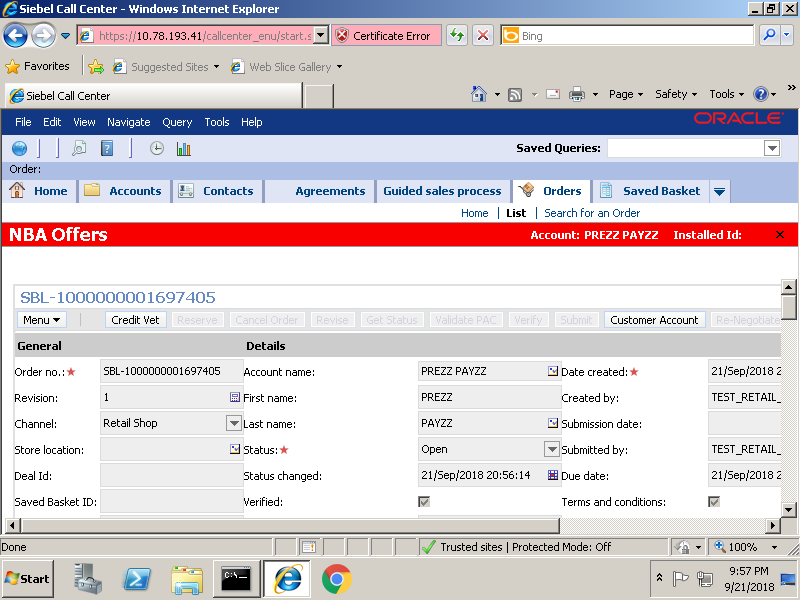 Siebel Call Center - Windows Internet Explorer
https://10.78.193.41/callcenter_enu/start.s Certificate Error Bing
Favorites Suggested Sites Web Slice Gallery
Siebel Call Center Page Safety Tools »
File Edit View Navigate Query Tools Help ORACLE
Saved Queries:
Order:
Home Accounts Contacts Agreements Guided sales process Orders Saved Basket
Home List Search for an Order
NBA Offers Account: PREZZ PAYZZ Installed Id:
SBL-1000000001697405
Menu Credit Vet Reserve Cancel Order Revise Get Status Validate PAC Verify Submit Customer Account Re-Negotiate
General Details
Order no.: SBL-1000000001697405 Account name: PREZZ PAYZZ Date created: 21/Sep/2018 2
Revision: 1 First name: PREZZ Created by: TEST_RETAIL_
Channel: Retail Shop Last name: PAYZZ Submission date:
Store location: Status: Open Submitted by: TEST_RETAIL_
Deal Id: Status changed: 21/Sep/2018 20:56:14 Due date: 21/Sep/2018 2
Saved Basket ID: Verified: Terms and conditions:
Done Trusted sites | Protected Mode: Off 100%
Start C:\ 9:57 PM
9/21/2018